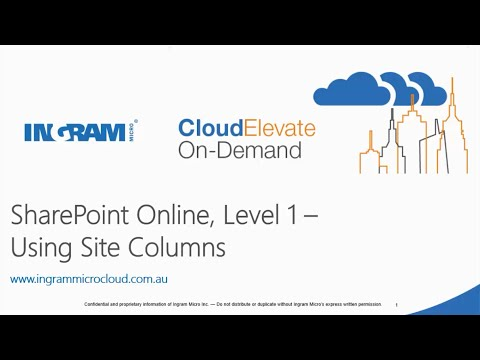 INGRAM MICRO ®
CloudElevate
On-Demand
SharePoint Online, Level 1 –
Using Site Columns
www.ingrammicrocloud.com.au
Confidential and proprietary information of Ingram Micro Inc. — Do not distribute or duplicate without Ingram Micro's express written permission.
1